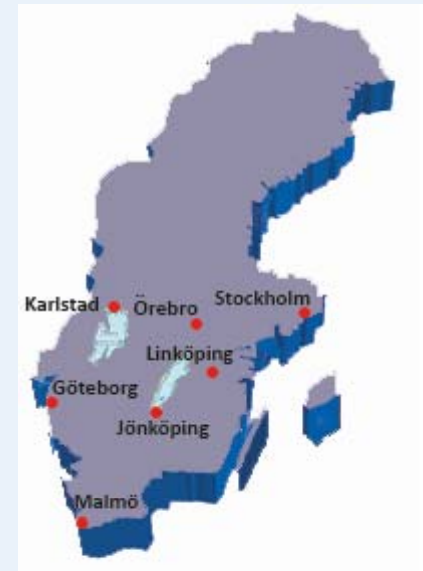 Karlstad
Örebro
Stockholm
Linköping
Göteborg
Jönköping
Malmö